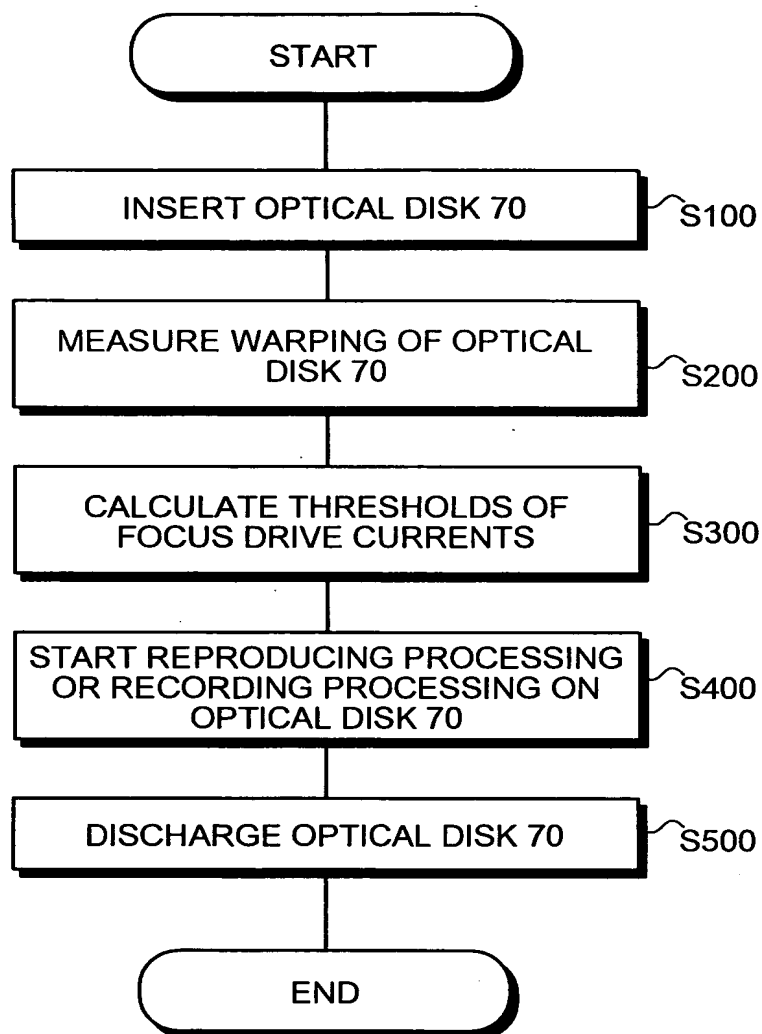 START
INSERT OPTICAL DISK 70
S100
MEASURE WARPING OF OPTICAL
DISK 70
S200
CALCULATE THRESHOLDS OF
FOCUS DRIVE CURRENTS
S300
START REPRODUCING PROCESSING
OR RECORDING PROCESSING ON
OPTICAL DISK 70
S400
DISCHARGE OPTICAL DISK 70
S500
END